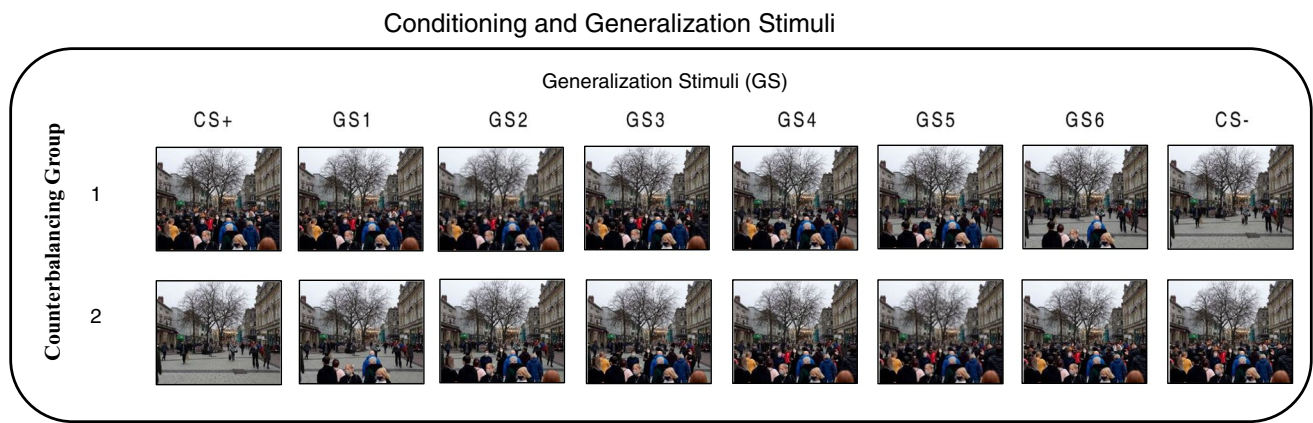 Conditioning and Generalization Stimuli
Generalization Stimuli (GS)
CS+ GS1 GS2 GS3 GS4 GS5 GS6 CS-
Counterbalancing Group
1
2